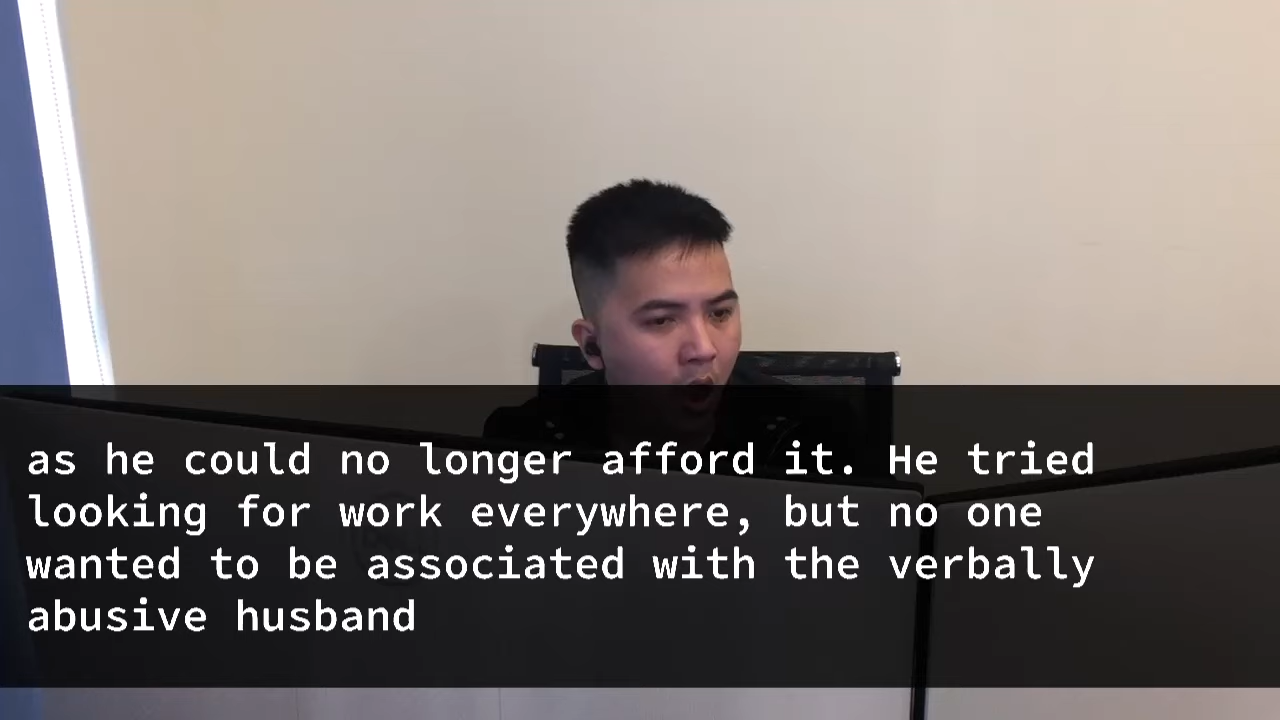 as he could no longer afford it. He tried
looking for work everywhere, but no one
wanted to be associated with the verbally
abusive husband